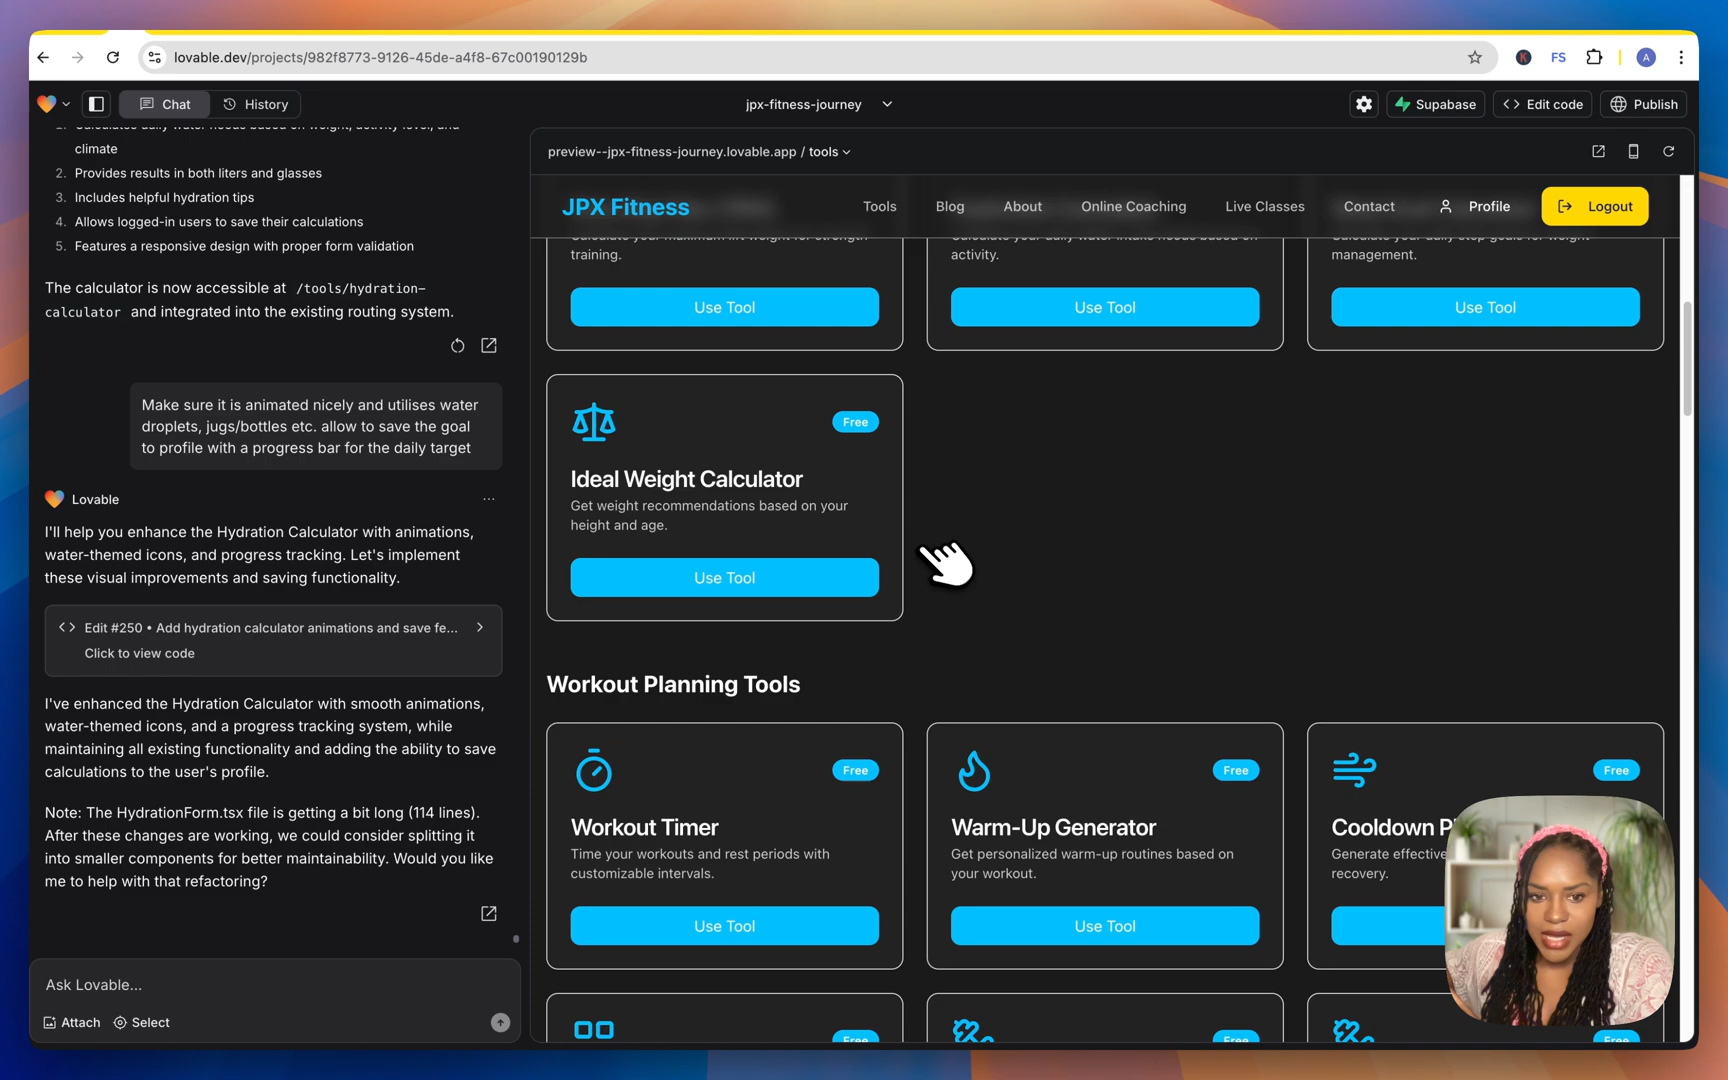 lovable.dev/projects/982f8773-9126-45de-a4f8-67c00190129b
K
FS
A
Chat
History
jpx-fitness-journey
Supabase
Edit code
Publish
climate
2. Provides results in both liters and glasses
3. Includes helpful hydration tips
4. Allows logged-in users to save their calculations
5. Features a responsive design with proper form validation
The calculator is now accessible at /tools/hydration-
calculator and integrated into the existing routing system.
Make sure it is animated nicely and utilises water
droplets, jugs/bottles etc. allow to save the goal
to profile with a progress bar for the daily target
Lovable
...
I'll help you enhance the Hydration Calculator with animations,
water-themed icons, and progress tracking. Let's implement
these visual improvements and saving functionality.
Edit #250 • Add hydration calculator animations and save fe...
Click to view code
I've enhanced the Hydration Calculator with smooth animations,
water-themed icons, and a progress tracking system, while
maintaining all existing functionality and adding the ability to save
calculations to the user's profile.
Note: The HydrationForm.tsx file is getting a bit long (114 lines).
After these changes are working, we could consider splitting it
into smaller components for better maintainability. Would you like
me to help with that refactoring?
Ask Lovable...
Attach
Select
preview--jpx-fitness-journey.lovable.app / tools
JPX Fitness
Tools
Blog
About
Online Coaching
Live Classes
Contact
Profile
Logout
training.
activity.
management.
Use Tool
Use Tool
Use Tool
Free
Ideal Weight Calculator
Get weight recommendations based on your
height and age.
Use Tool
Workout Planning Tools
Free
Workout Timer
Time your workouts and rest periods with
customizable intervals.
Use Tool
Free
Warm-Up Generator
Get personalized warm-up routines based on
your workout.
Use Tool
Free
Cooldown P
Generate effective
recovery.
Free
Free
Free